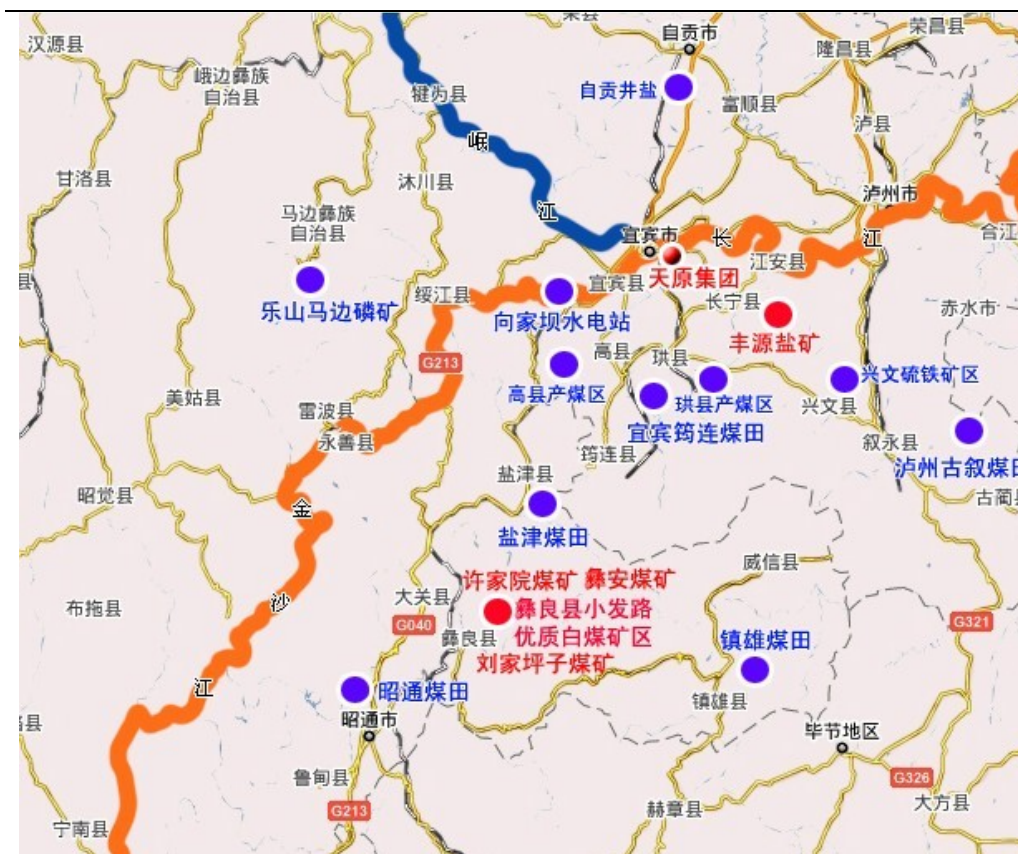 荣县
荣昌县
汉源县
自贡市
隆昌县
峨边彝族
自治县
犍为县
自贡井盐
富顺县
泸县
岷
甘洛县
沐川县
泸州市
马边彝族
自治县
江
宜宾市
长
江
合江
天原集团
江安县
县
乐山马边磷矿
绥江县
宜宾县
向家坝水电站
长宁县
赤水市
丰源盐矿
高县
珙县
G213
高县产煤区
珙县产煤区
兴文硫铁矿区
美姑县
雷波县
兴文县
宜宾筠连煤田
永善县
叙永县
筠连县
泸州古叙煤田
盐津县
昭觉县
古蔺县
金
盐津煤田
威信县
许家院煤矿 彝安煤矿
大关县
布拖县
沙
彝良县小发路
G040
G321
彝良县
优质白煤矿区
镇雄煤田
刘家坪子煤矿
江
昭通煤田
镇雄县
昭通市
毕节地区
鲁甸县
G326
G213
赫章县
大方县
宁南县